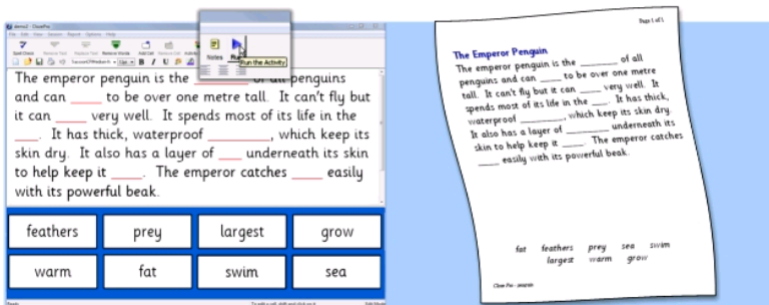 Notes Run
Run the Activity
The emperor penguin is the ______ of all penguins
and can ____ to be over one metre tall. It can't fly but
it can ____ very well. It spends most of its life in the
___. It has thick, waterproof ________, which keep its
skin dry. It also has a layer of ___ underneath its skin
to help keep it ____. The emperor catches ____ easily
with its powerful beak.
feathers prey largest grow
warm fat swim sea
Page 1 of 1
The Emperor Penguin
The emperor penguin is the _______ of all
penguins and can ____ to be over one metre
tall. It can't fly but it can ____ very well. It
spends most of its life in the ___. It has thick,
waterproof ________, which keep its skin dry.
It also has a layer of ________ underneath its
skin to help keep it ____. The emperor catches
____ easily with its powerful beak.
fat feathers prey sea swim
largest warm grow